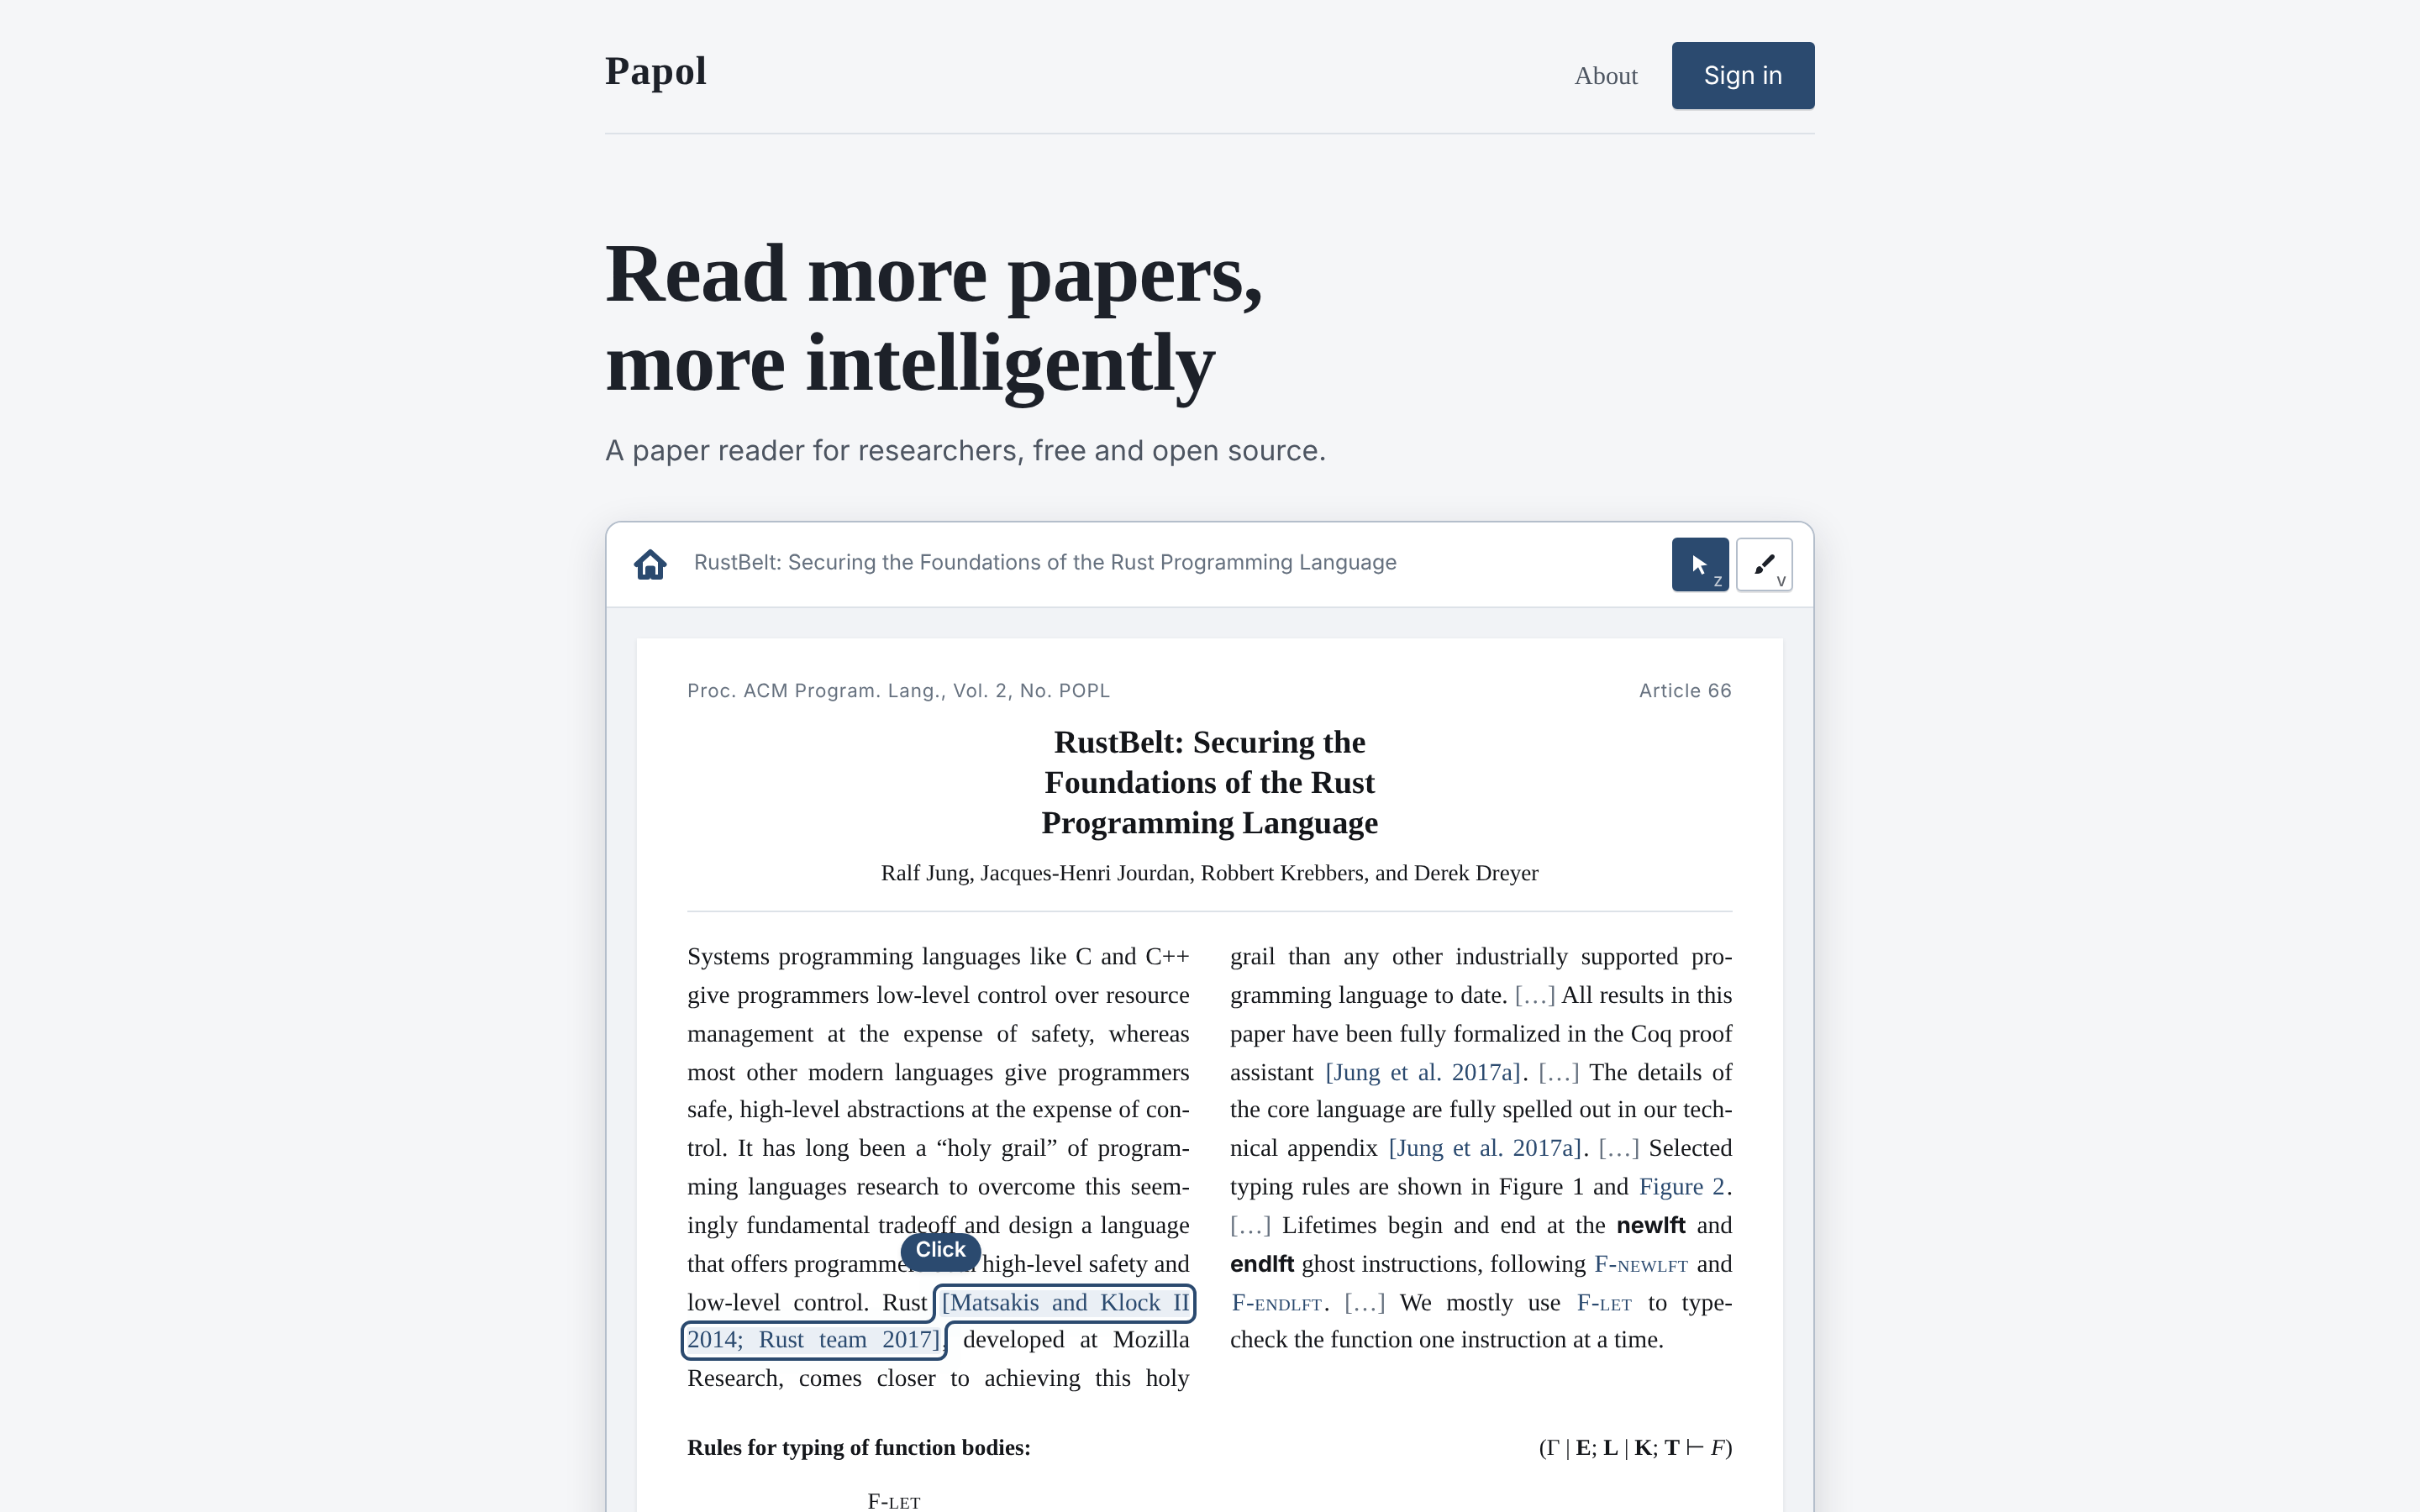 Papol
About
Sign in
Read more papers,
more intelligently
A paper reader for researchers, free and open source.
RustBelt: Securing the Foundations of the Rust Programming Language
Z
V
Proc. ACM Program. Lang., Vol. 2, No. POPL
Article 66
RustBelt: Securing the
Foundations of the Rust
Programming Language
Ralf Jung, Jacques-Henri Jourdan, Robbert Krebbers, and Derek Dreyer
Systems programming languages like C and C++
give programmers low-level control over resource
management at the expense of safety, whereas
most other modern languages give programmers
safe, high-level abstractions at the expense of con-
trol. It has long been a “holy grail” of program-
ming languages research to overcome this seem-
ingly fundamental tradeoff and design a language
Click
that offers programme high-level safety and
low-level control. Rust [Matsakis and Klock II
2014; Rust team 2017], developed at Mozilla
Research, comes closer to achieving this holy
grail than any other industrially supported pro-
gramming language to date. […] All results in this
paper have been fully formalized in the Coq proof
assistant [Jung et al. 2017a]. […] The details of
the core language are fully spelled out in our tech-
nical appendix [Jung et al. 2017a]. […] Selected
typing rules are shown in Figure 1 and Figure 2.
[…] Lifetimes begin and end at the newlft and
endlft ghost instructions, following F-NEWLFT and
F-ENDLFT. […] We mostly use F-LET to type-
check the function one instruction at a time.
Rules for typing of function bodies:
(Γ | E; L | K; T ⊢ F)
F-LET